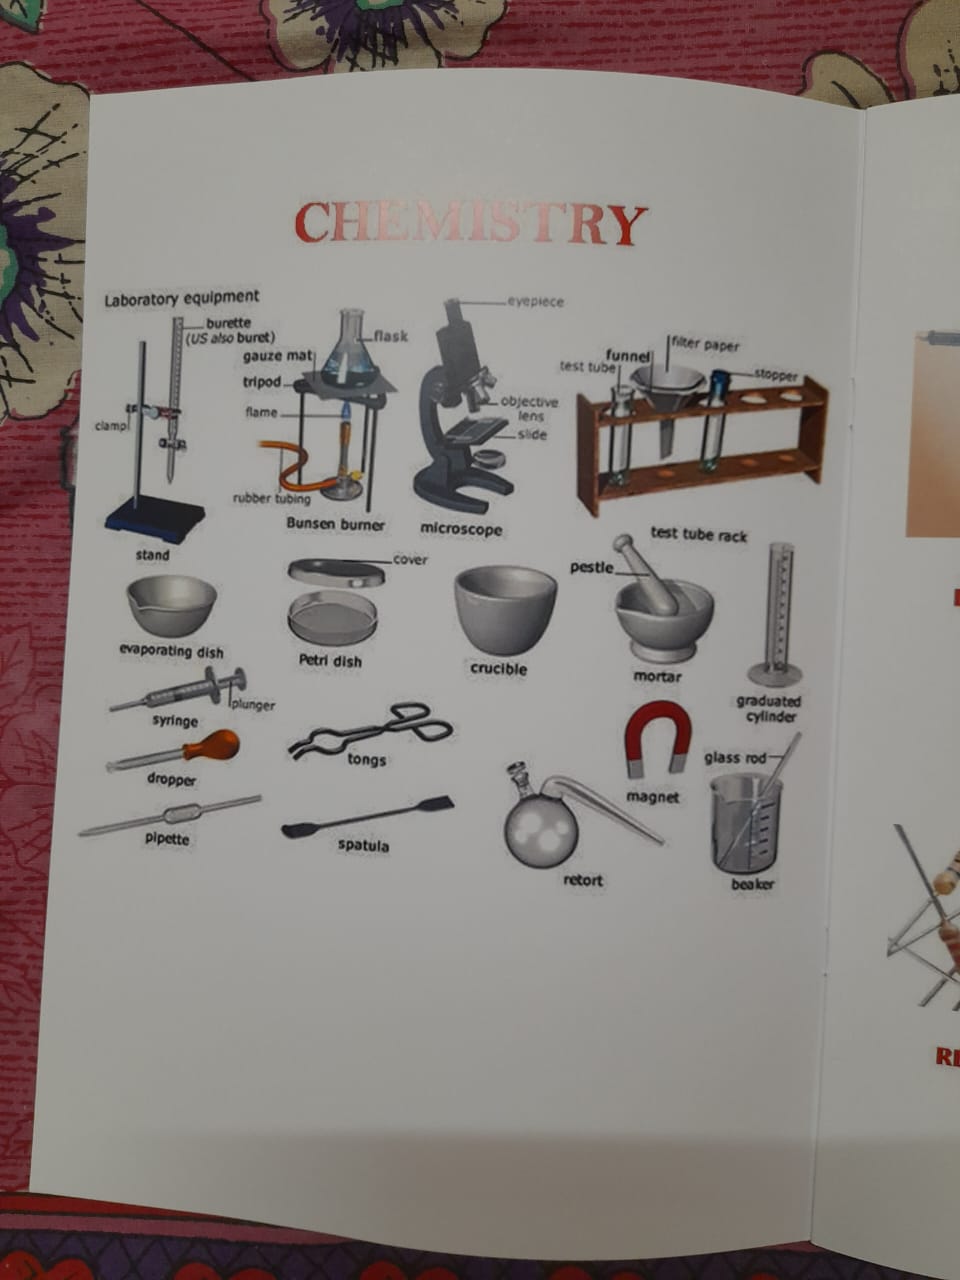 CHEMISTRY
Laboratory equipment
burette
(US also buret)
clamp
stand
gauze mat
tripod
flame
rubber tubing
flask
Bunsen burner
eyepiece
objective
lens
slide
microscope
test tube
funnel
filter paper
stopper
test tube rack
evaporating dish
cover
Petri dish
crucible
pestle
mortar
graduated
cylinder
plunger
syringe
dropper
pipette
tongs
spatula
retort
magnet
glass rod
beaker